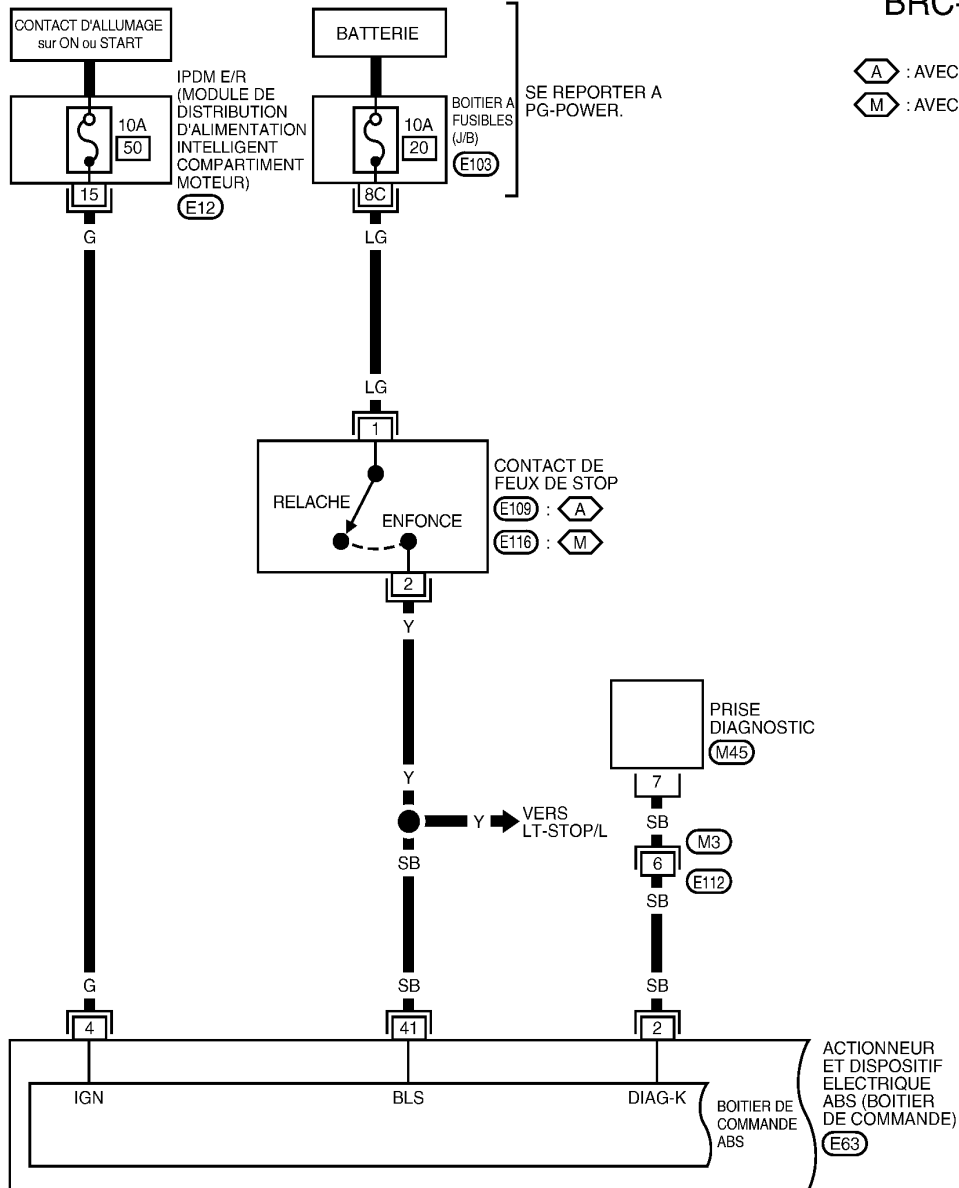 BRC-
CONTACT D'ALLUMAGE
sur ON ou START
BATTERIE
A : AVEC
M : AVEC
IPDM E/R
(MODULE DE
DISTRIBUTION
D'ALIMENTATION
INTELLIGENT
COMPARTIMENT
MOTEUR)
E12
10A
50
10A
20
BOITIER A
FUSIBLES
(J/B)
E103
SE REPORTER A
PG-POWER.
15
8C
G
LG
LG
1
RELACHE
ENFONCE
CONTACT DE
FEUX DE STOP
E109 : A
E116 : M
2
Y
Y
Y
VERS
LT-STOP/L
SB
PRISE
DIAGNOSTIC
M45
7
SB
M3
6
E112
SB
G
SB
SB
4
41
2
IGN
BLS
DIAG-K
BOITIER DE
COMMANDE
ABS
ACTIONNEUR
ET DISPOSITIF
ELECTRIQUE
ABS (BOITIER
DE COMMANDE)
E63